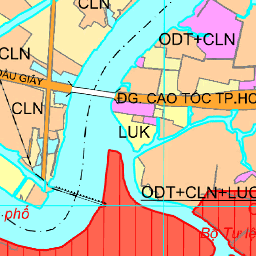 CLN
ODT+CLN
DẦU GIÂY
ĐG. CAO TỐC TP.HC
CLN
LUK
ODT+CLN+LUC
phố
Bộ Tư lệ